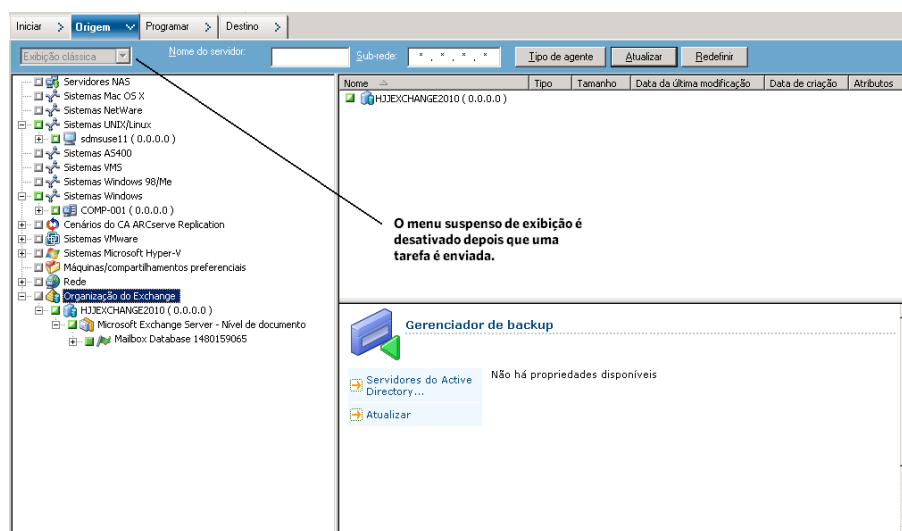 Iniciar > Origem Programar > Destino >
Exibição clássica Nome do servidor: Sub-rede: * . * . * . * Tipo de agente Atualizar Redefinir
Servidores NAS
Sistemas Mac OS X
Sistemas NetWare
Sistemas UNIX/Linux
sdmsuse11 ( 0.0.0.0 )
Sistemas AS400
Sistemas VMS
Sistemas Windows 98/Me
Sistemas Windows
COMP-001 ( 0.0.0.0 )
Cenários do CA ARCserve Replication
Sistemas VMware
Sistemas Microsoft Hyper-V
Máquinas/compartilhamentos preferenciais
Rede
Organização do Exchange
HJJEXCHANGE2010 ( 0.0.0.0 )
Microsoft Exchange Server - Nível de documento
Mailbox Database 1480159065
Nome Tipo Tamanho Data da última modificação Data de criação Atributos
HJJEXCHANGE2010 ( 0.0.0.0 )
O menu suspenso de exibição é
desativado depois que uma
tarefa é enviada.
Gerenciador de backup
Servidores do Active
Directory...
Atualizar
Não há propriedades disponíveis